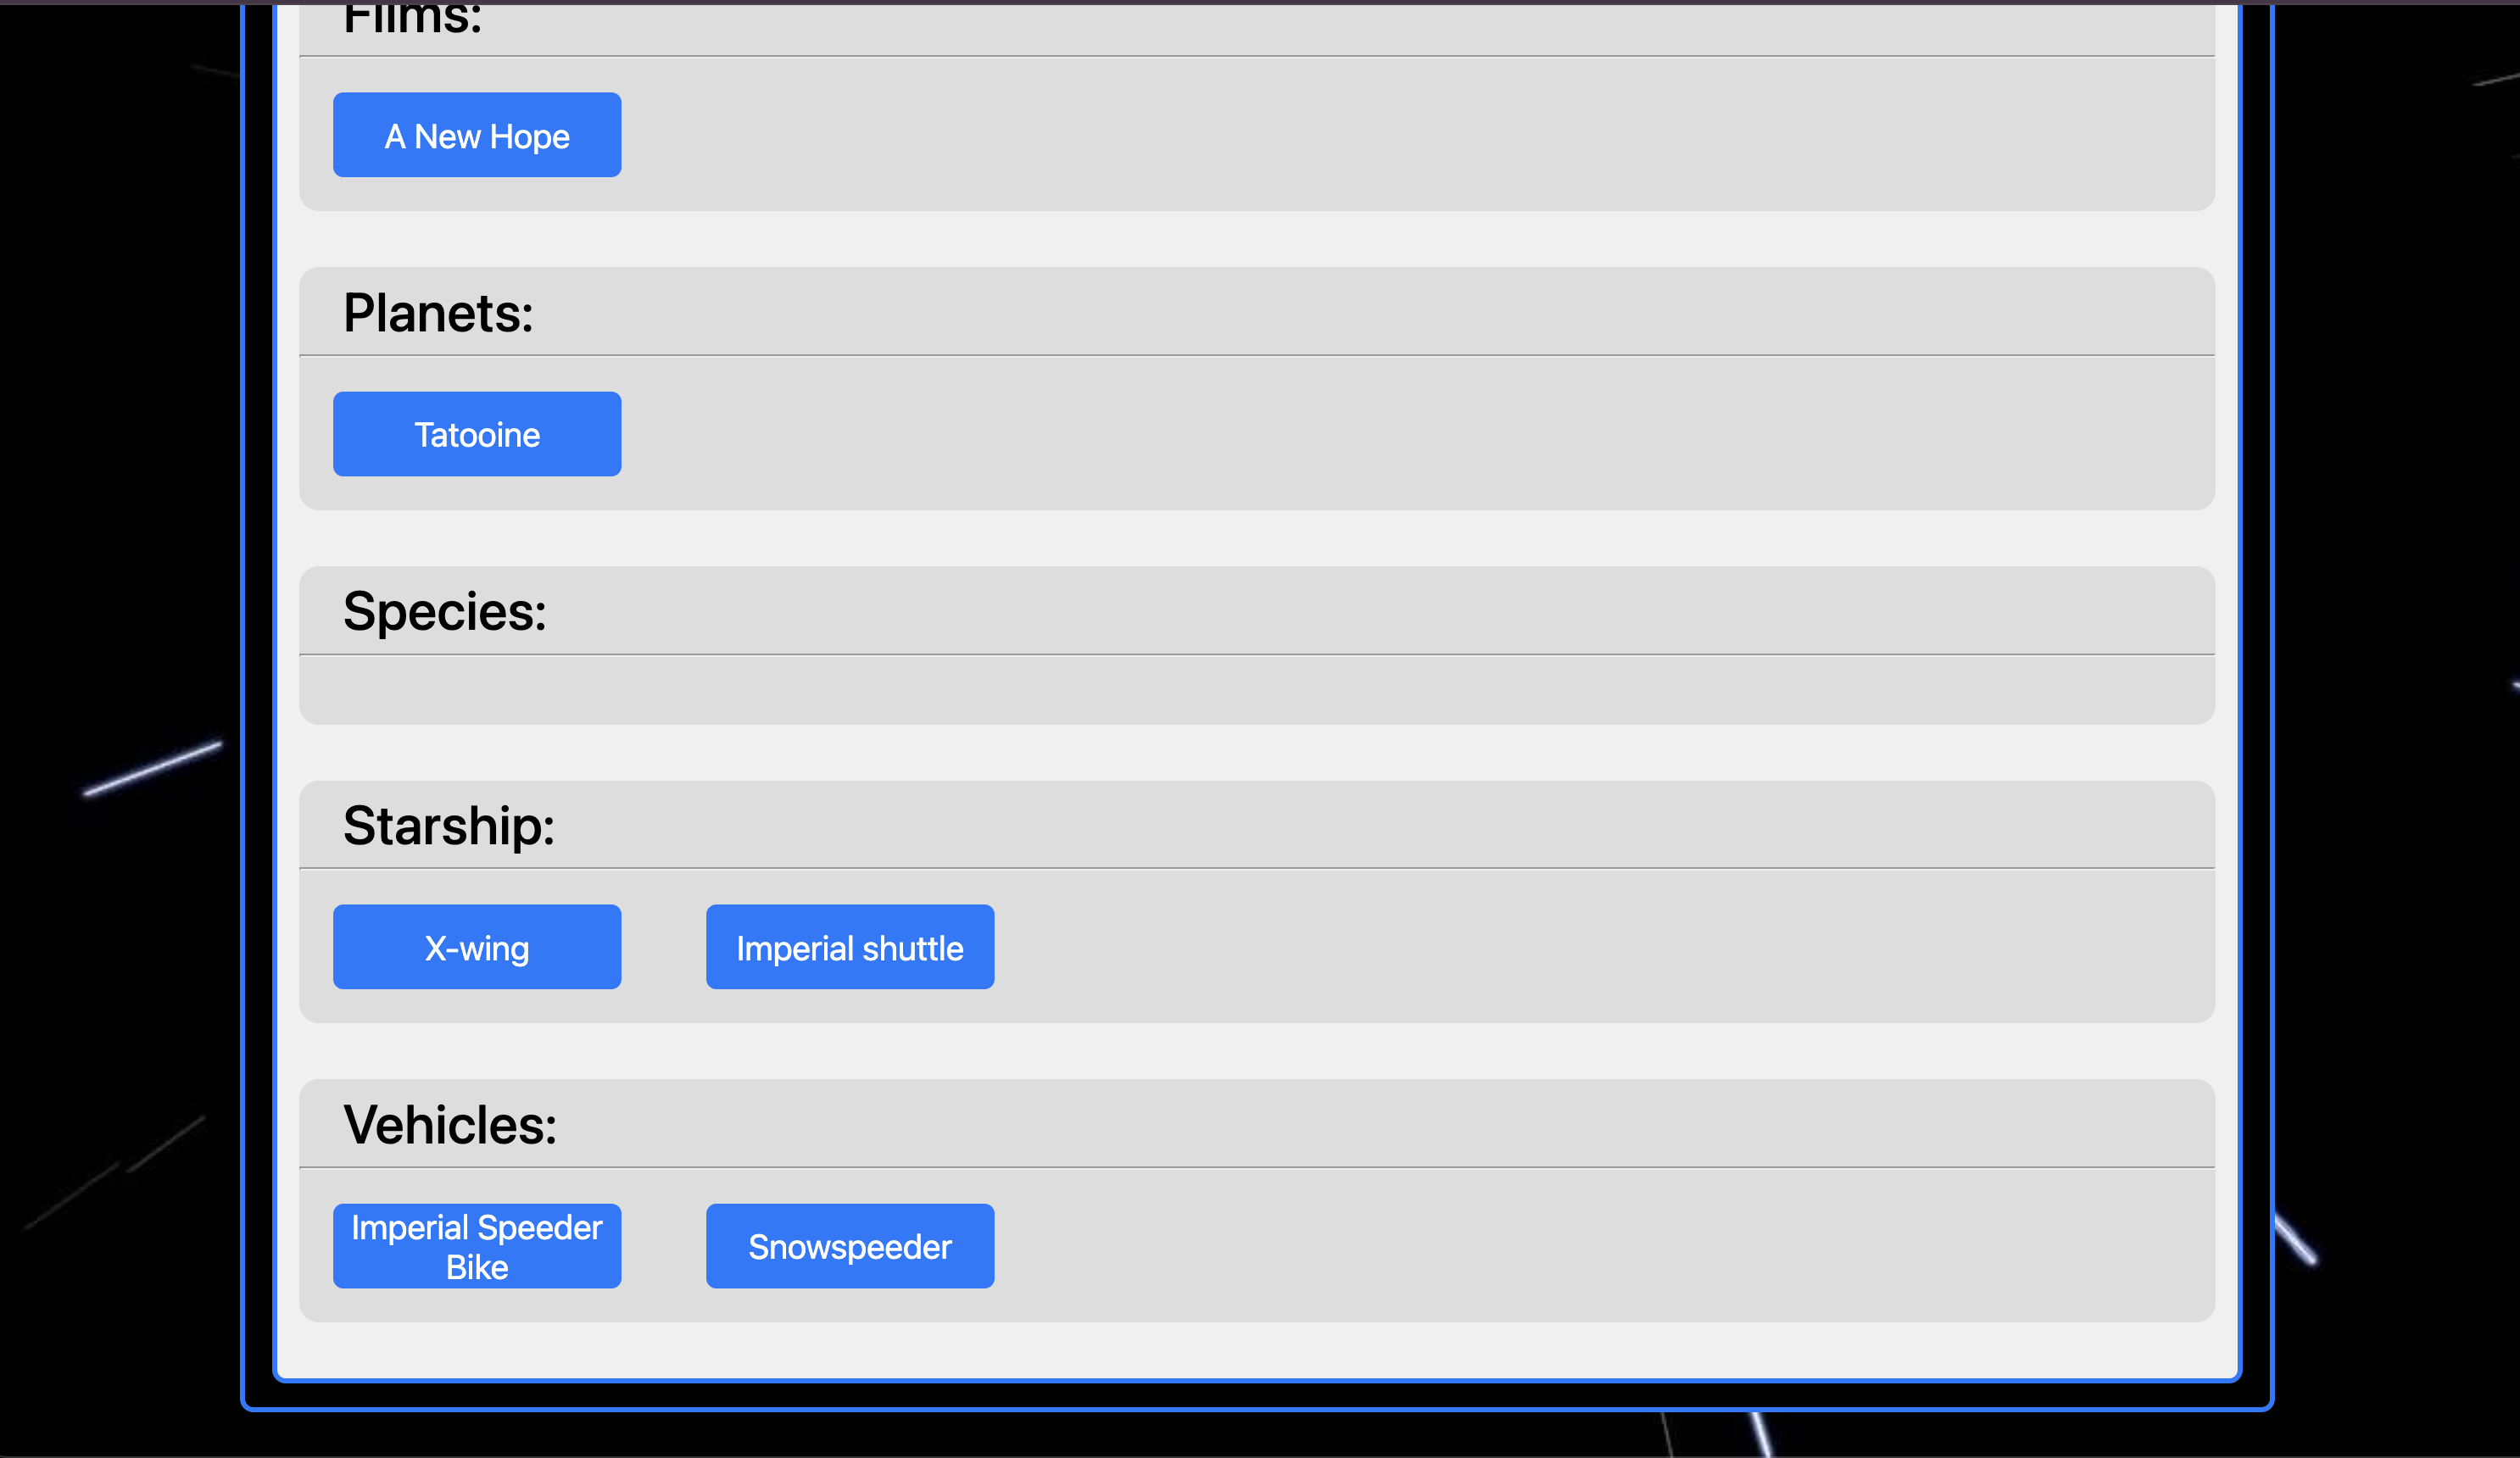 Films:
A New Hope
Planets:
Tatooine
Species:
Starship:
X-wing
Imperial shuttle
Vehicles:
Imperial Speeder
Bike
Snowspeeder